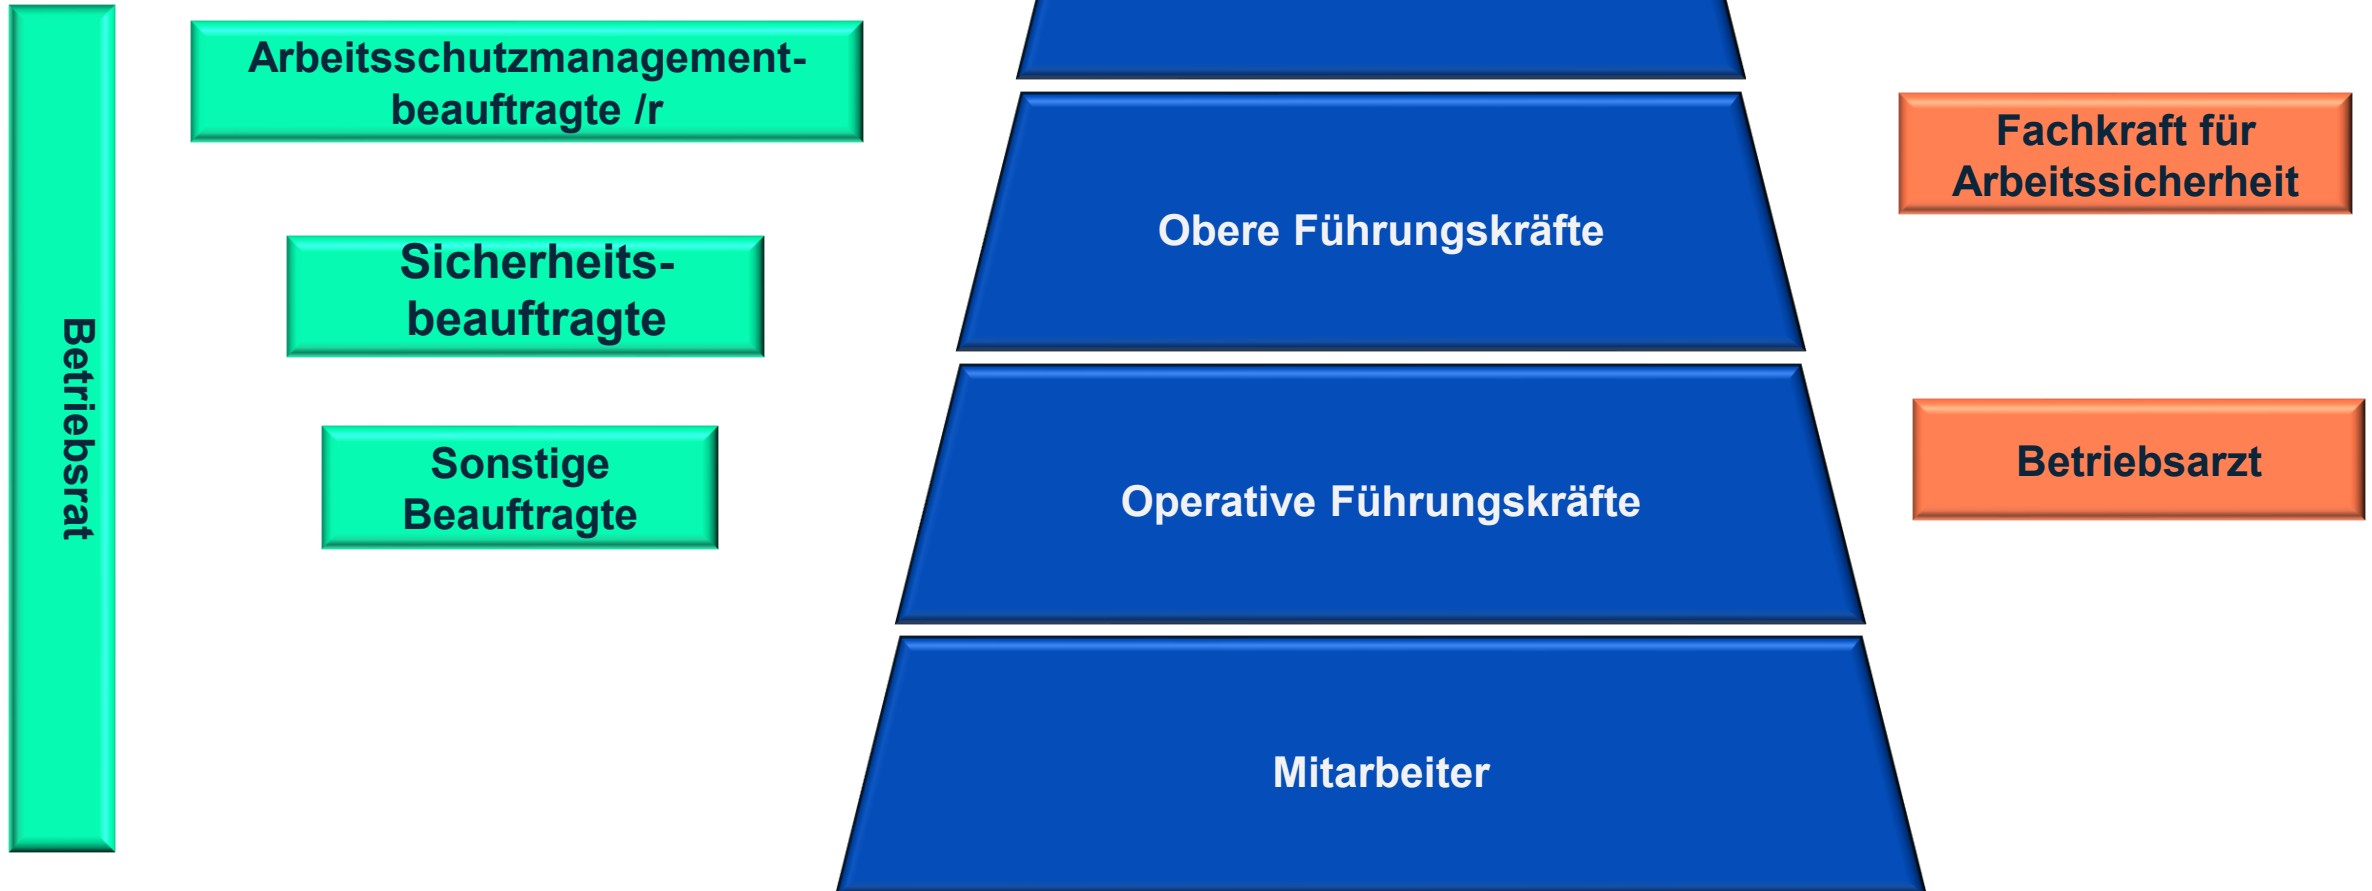 Betriebsrat
Arbeitsschutzmanagement-
beauftragte /r
Sicherheits-
beauftragte
Sonstige
Beauftragte
Obere Führungskräfte
Operative Führungskräfte
Mitarbeiter
Fachkraft für
Arbeitssicherheit
Betriebsarzt